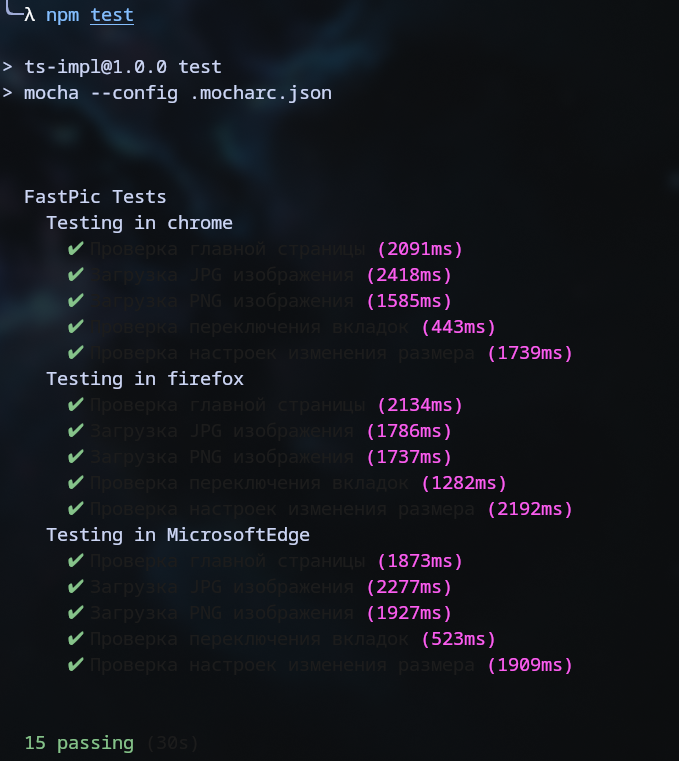 λ npm test
> ts-impl@1.0.0 test
> mocha --config .mocharc.json
FastPic Tests
Testing in chrome
✔ Проверка главной страницы (2091ms)
✔ Загрузка JPG изображения (2418ms)
✔ Загрузка PNG изображения (1585ms)
✔ Проверка переключения вкладок (443ms)
✔ Проверка настроек изменения размера (1739ms)
Testing in firefox
✔ Проверка главной страницы (2134ms)
✔ Загрузка JPG изображения (1786ms)
✔ Загрузка PNG изображения (1737ms)
✔ Проверка переключения вкладок (1282ms)
✔ Проверка настроек изменения размера (2192ms)
Testing in MicrosoftEdge
✔ Проверка главной страницы (1873ms)
✔ Загрузка JPG изображения (2277ms)
✔ Загрузка PNG изображения (1927ms)
✔ Проверка переключения вкладок (523ms)
✔ Проверка настроек изменения размера (1909ms)
15 passing (30s)